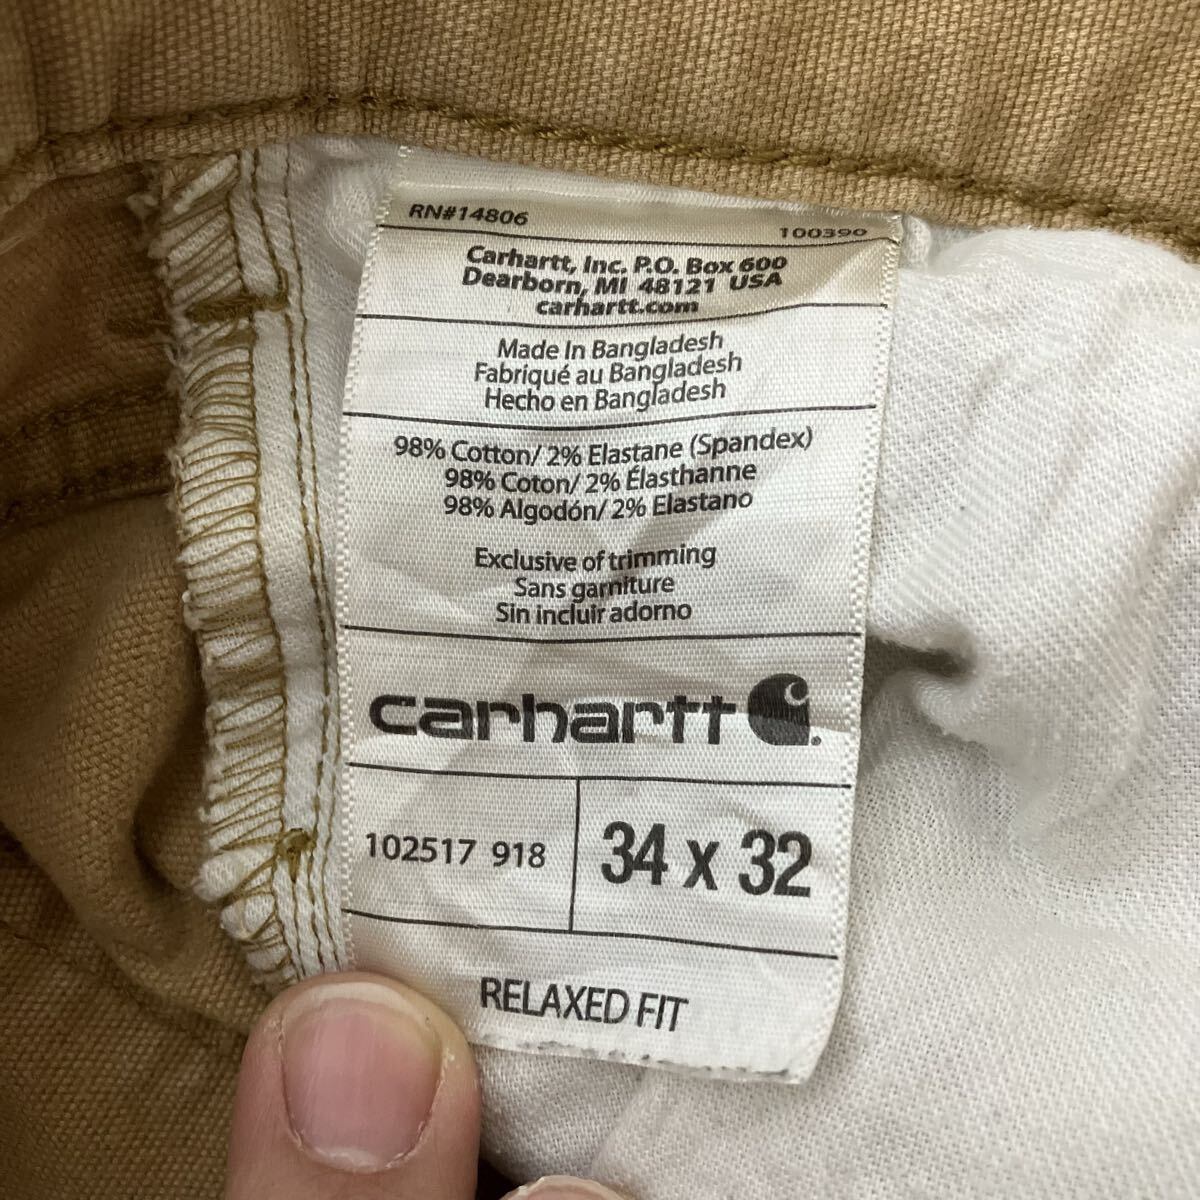 RN#14806
100390
Carhartt, Inc. P.O. Box 600
Dearborn, MI 48121 USA
carhartt.com
Made In Bangladesh
Fabriqué au Bangladesh
Hecho en Bangladesh
98% Cotton/ 2% Elastane (Spandex)
98% Coton/ 2% Élasthanne
98% Algodón/ 2% Elastano
Exclusive of trimming
Sans garniture
Sin incluir adorno
carhartt
102517 918
34 x 32
RELAXED FIT